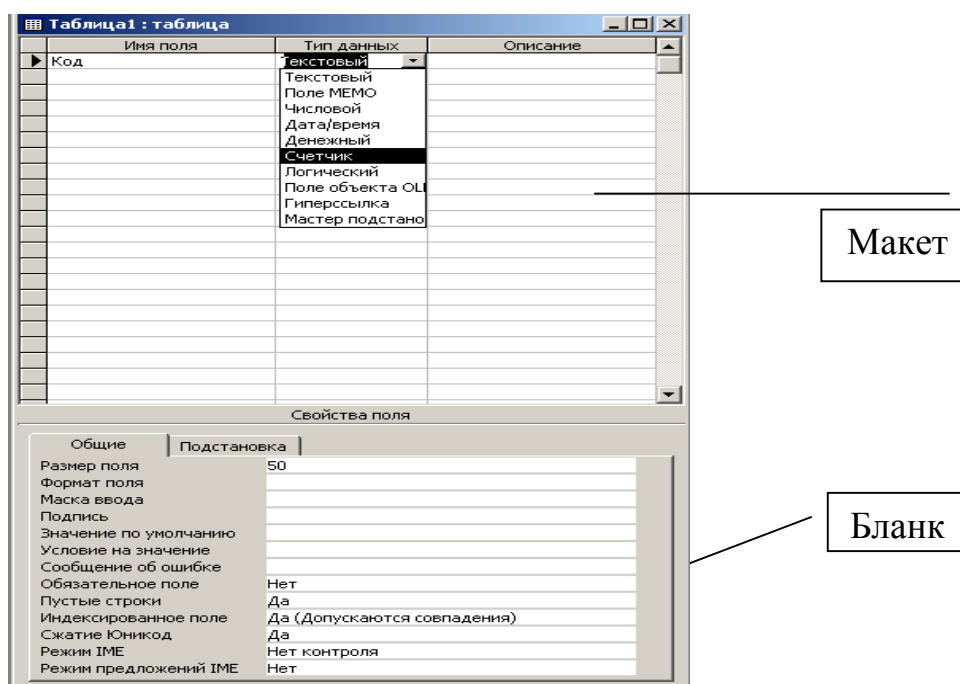 Таблица1 : таблица
Имя поля Тип данных Описание
Код Текстовый
Текстовый
Поле MEMO
Числовой
Дата/время
Денежный
Счетчик
Логический
Поле объекта OL
Гиперссылка
Мастер подстано
Макет
Свойства поля
Общие Подстановка
Размер поля 50
Формат поля
Маска ввода
Подпись
Значение по умолчанию
Условие на значение
Сообщение об ошибке
Обязательное поле Нет
Пустые строки Да
Индексированное поле Да (Допускаются совпадения)
Сжатие Юникод Да
Режим IME Нет контроля
Режим предложений IME Нет
Бланк